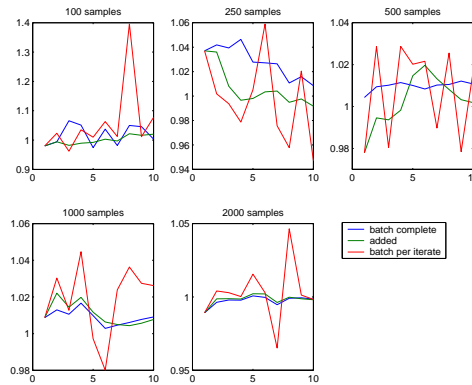 100 samples
250 samples
500 samples
1.4
1.3
1.2
1.1
1
0.9
0 5 10
1.06
1.04
1.02
1
0.98
0.96
0.94
0 5 10
1.04
1.02
1
0.98
0 5 10
1000 samples
2000 samples
1.06
1.04
1.02
1
0.98
0 5 10
1.05
1
0.95
0 5 10
batch complete
added
batch per iterate